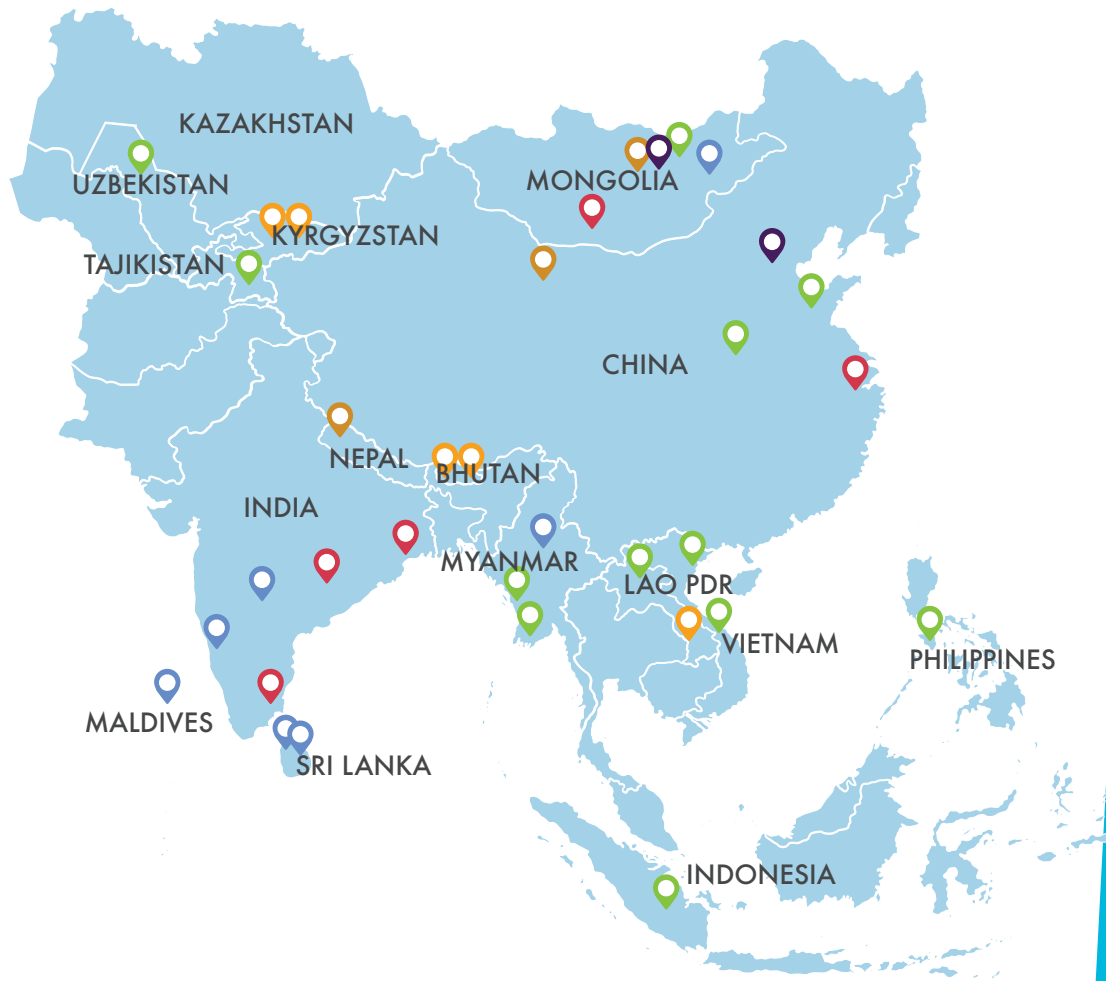 KAZAKHSTAN
UZBEKISTAN
MONGOLIA
KYRGYZSTAN
TAJIKISTAN
CHINA
NEPAL
BHUTAN
INDIA
MYANMAR
LAO PDR
VIETNAM
PHILIPPINES
MALDIVES
SRI LANKA
INDONESIA